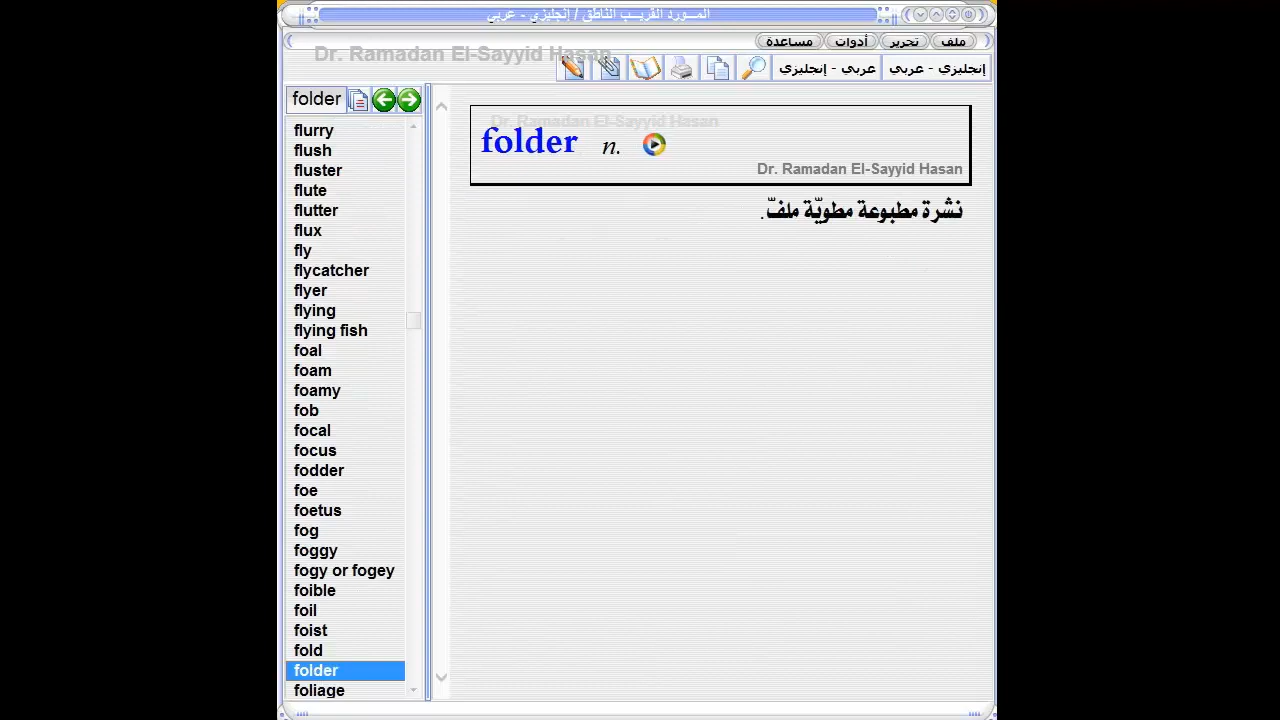 المـورد القريـب الناطق / إنجليزي - عربي
ملف تحرير أدوات مساعدة
Dr. Ramadan El-Sayyid Hasan
إنجليزي - عربي عربي - إنجليزي
folder
flurry
flush
fluster
flute
flutter
flux
fly
flycatcher
flyer
flying
flying fish
foal
foam
foamy
fob
focal
focus
fodder
foe
foetus
fog
foggy
fogy or fogey
foible
foil
foist
fold
folder
foliage
Dr. Ramadan El-Sayyid Hasan
folder n.
Dr. Ramadan El-Sayyid Hasan
نشرة مطبوعة مطويّة ملفّ.